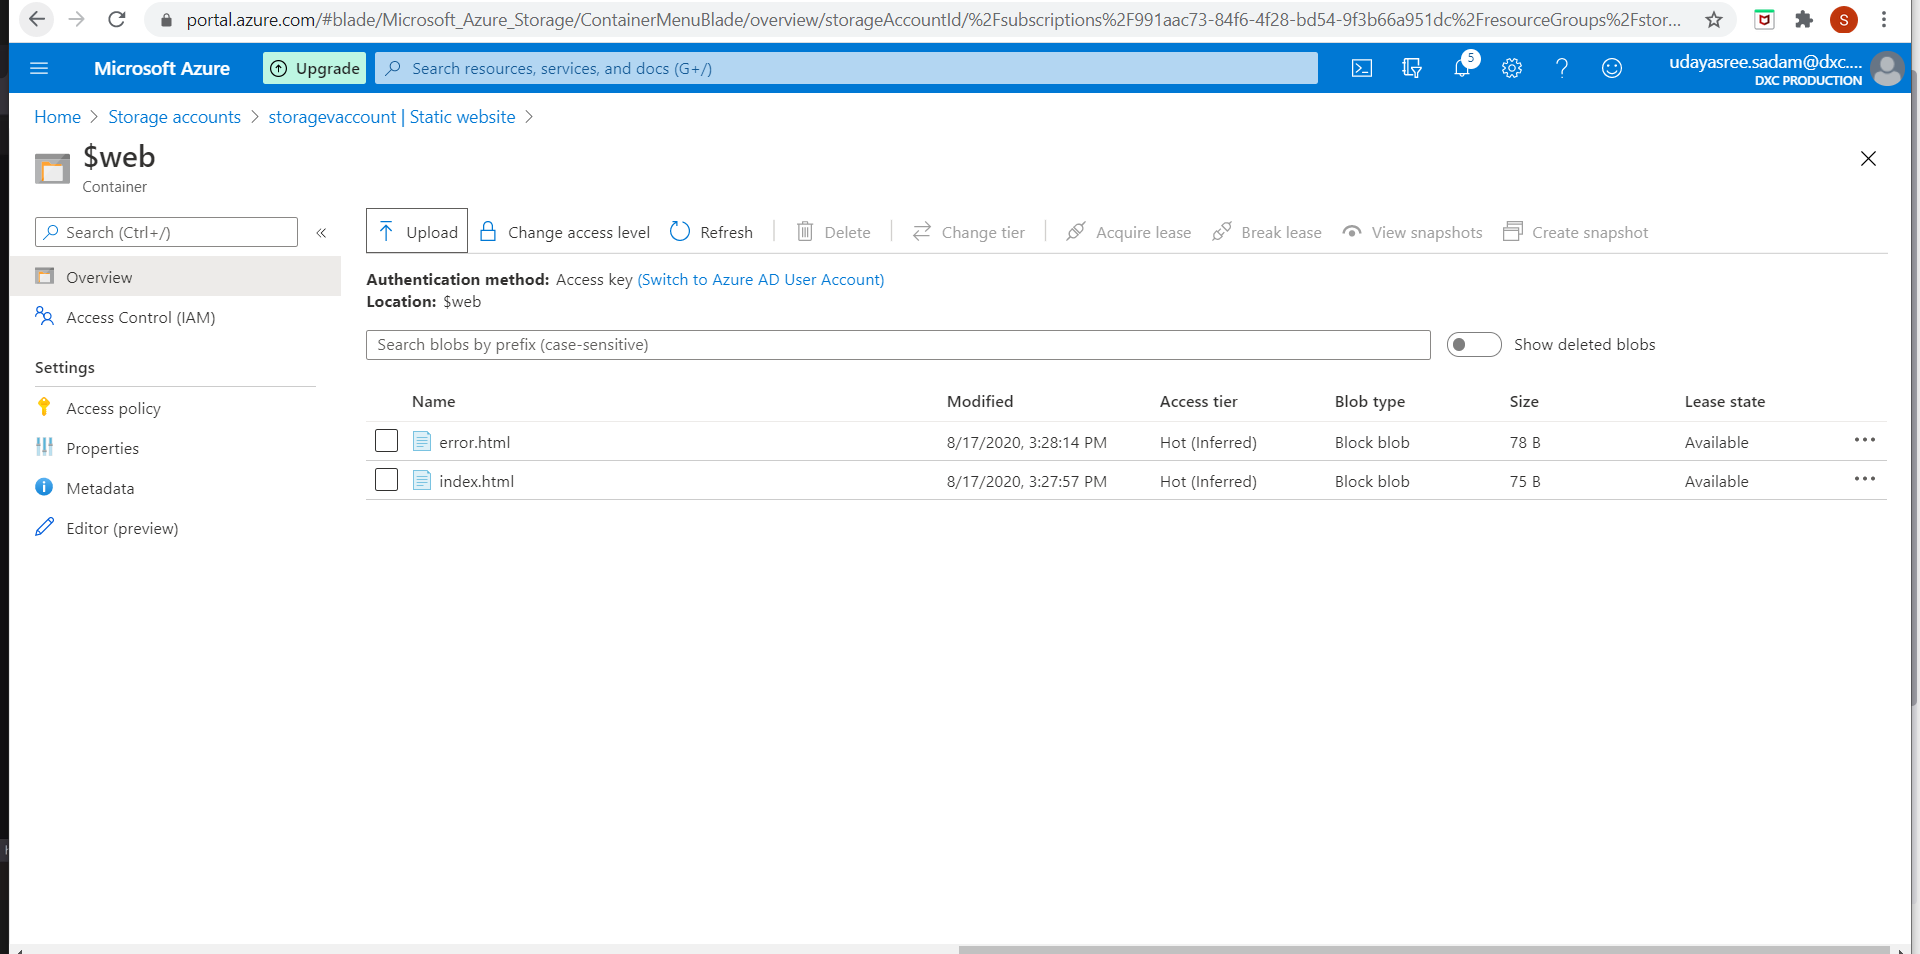 portal.azure.com/#blade/Microsoft_Azure_Storage/ContainerMenuBlade/overview/storageAccountId/%2Fsubscriptions%2F991aac73-84f6-4f28-bd54-9f3b66a951dc%2FresourceGroups%2Fstor...
S
Microsoft Azure
Upgrade
Search resources, services, and docs (G+/)
5
udayasree.sadam@dxc....
DXC PRODUCTION
Home > Storage accounts > storagevaccount | Static website >
$web
Container
Search (Ctrl+/)
«
Upload
Change access level
Refresh
Delete
Change tier
Acquire lease
Break lease
View snapshots
Create snapshot
Overview
Access Control (IAM)
Settings
Access policy
Properties
Metadata
Editor (preview)
Authentication method: Access key (Switch to Azure AD User Account)
Location: $web
Search blobs by prefix (case-sensitive)
Show deleted blobs
Name Modified Access tier Blob type Size Lease state
error.html 8/17/2020, 3:28:14 PM Hot (Inferred) Block blob 78 B Available
index.html 8/17/2020, 3:27:57 PM Hot (Inferred) Block blob 75 B Available